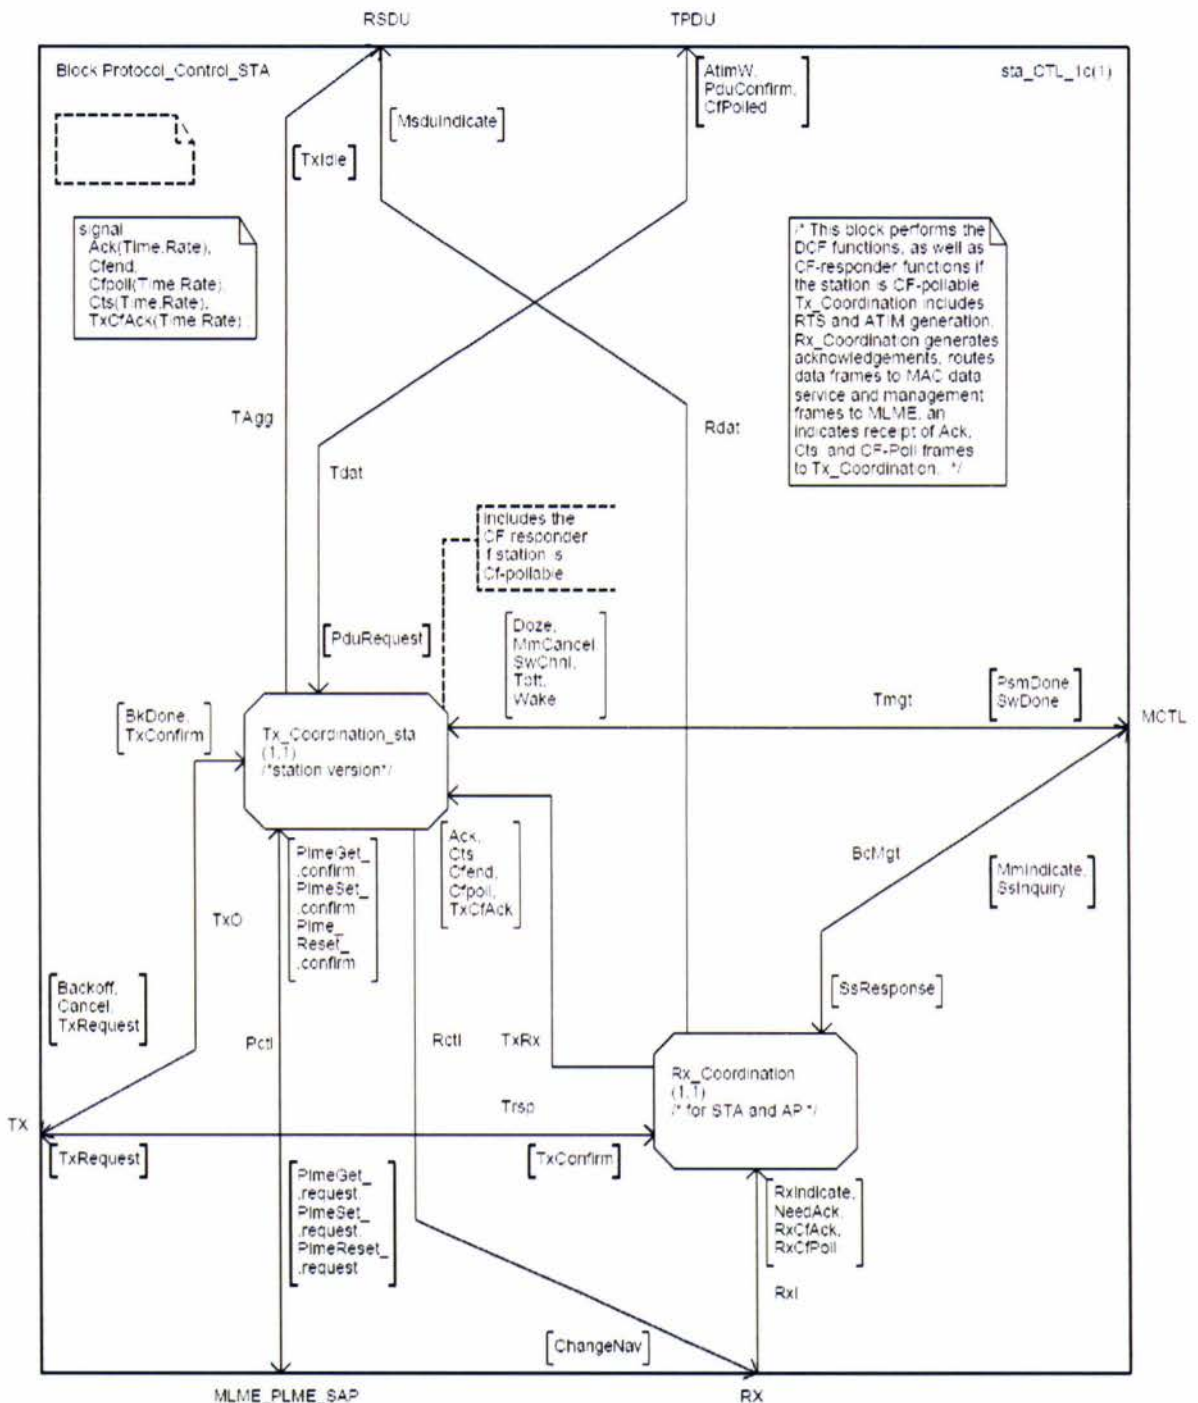 RSDU
TPDU
Block Protocol_Control_STA
sta_CTL_1c(1)
AtimW,
PduConfirm,
CfPolled
MsduIndicate
TxIdle
signal
Ack(Time,Rate),
Cfend,
Cfpoll(Time,Rate),
Cts(Time,Rate),
TxCfAck(Time,Rate) ;
/* This block performs the
DCF functions, as well as
CF-responder functions if
the station is CF-pollable
Tx_Coordination includes
RTS and ATIM generation.
Rx_Coordination generates
acknowledgements, routes
data frames to MAC data
service and management
frames to MLME, an
indicates receipt of Ack,
Cts, and CF-Poll frames
to Tx_Coordination. */
TAgg
Rdat
Tdat
Includes the
CF responder
if station is
Cf-pollable
PduRequest
Doze,
MmCancel,
SwChnl,
Tbtt,
Wake
PsmDone
SwDone
Tmgt
MCTL
BkDone,
TxConfirm
Tx_Coordination_sta
(1,1)
/*station version*/
PlmeGet_
.confirm
PlmeSet_
.confirm
Plme_
Reset_
.confirm
Ack,
Cts
Cfend,
Cfpoll,
TxCfAck
BcMgt
MmIndicate,
SsInquiry
TxO
Backoff,
Cancel,
TxRequest
SsResponse
Pctl
Rctl
TxRx
Rx_Coordination
(1,1)
/* for STA and AP */
Trsp
TX
TxRequest
TxConfirm
PlmeGet_
.request,
PlmeSet_
.request,
PlmeReset_
.request
RxIndicate,
NeedAck,
RxCfAck,
RxCfPoll
RxI
ChangeNav
MLME_PLME_SAP
RX